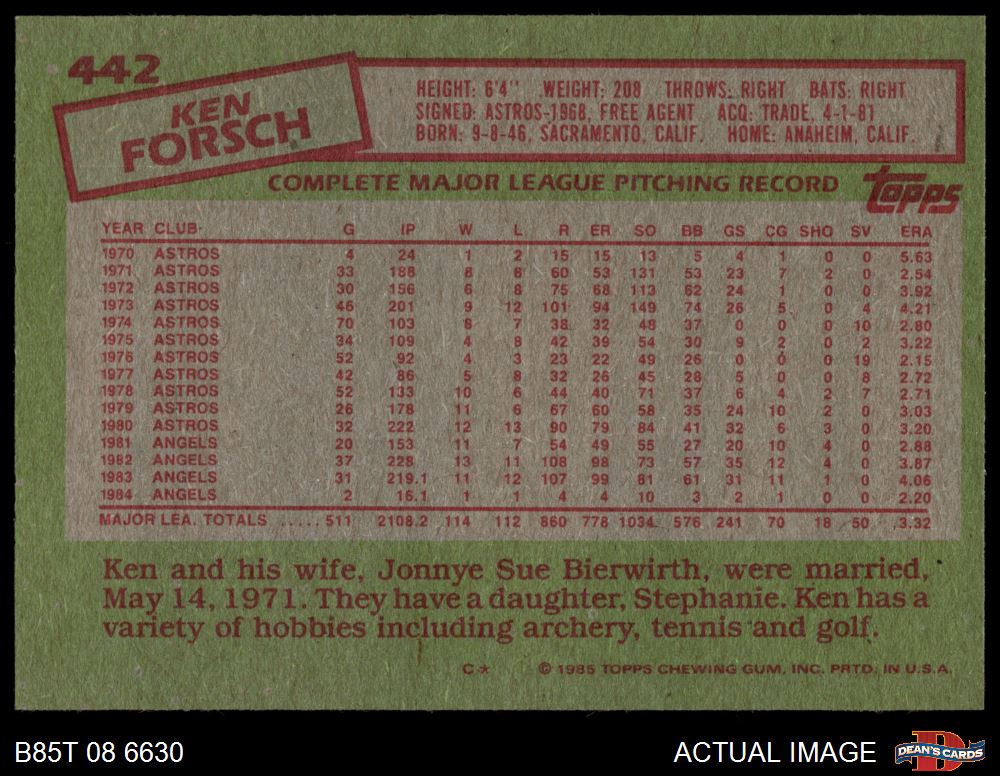 442
KEN
FORSCH
HEIGHT: 6'4" WEIGHT: 208 THROWS: RIGHT BATS: RIGHT
SIGNED: ASTROS-1968, FREE AGENT ACQ: TRADE, 4-1-81
BORN: 9-8-46, SACRAMENTO, CALIF. HOME: ANAHEIM, CALIF.
COMPLETE MAJOR LEAGUE PITCHING RECORD
Topps
YEAR CLUB G IP W L R ER SO BB GS CG SHO SV ERA
1970 ASTROS 4 24 1 2 15 15 13 5 4 1 0 0 5.63
1971 ASTROS 33 188 8 8 60 53 131 53 23 7 2 0 2.54
1972 ASTROS 30 156 6 8 75 68 113 62 24 1 0 0 3.92
1973 ASTROS 46 201 9 12 101 94 149 74 26 5 0 4 4.21
1974 ASTROS 70 103 8 7 38 32 48 37 0 0 0 10 2.80
1975 ASTROS 34 109 4 8 42 39 54 30 9 2 0 2 3.22
1976 ASTROS 52 92 4 3 23 22 49 26 0 0 0 19 2.15
1977 ASTROS 42 86 5 8 32 26 45 28 5 0 0 8 2.72
1978 ASTROS 52 133 10 6 44 40 71 37 6 4 2 7 2.71
1979 ASTROS 26 178 11 6 67 60 58 35 24 10 2 0 3.03
1980 ASTROS 32 222 12 13 90 79 84 41 32 6 3 0 3.20
1981 ANGELS 20 153 11 7 54 49 55 27 20 10 4 0 2.88
1982 ANGELS 37 228 13 11 108 98 73 57 35 12 4 0 3.87
1983 ANGELS 31 219.1 11 12 107 99 81 61 31 11 1 0 4.06
1984 ANGELS 2 16.1 1 1 4 4 10 3 2 1 0 0 2.20
MAJOR LEA. TOTALS ..... 511 2108.2 114 112 860 778 1034 576 241 70 18 50 3.32
Ken and his wife, Jonnye Sue Bierwirth, were married,
May 14, 1971. They have a daughter, Stephanie. Ken has a
variety of hobbies including archery, tennis and golf.
C★ © 1985 TOPPS CHEWING GUM, INC. PRTD. IN U.S.A.
B85T 08 6630 ACTUAL IMAGE DEAN'S CARDS